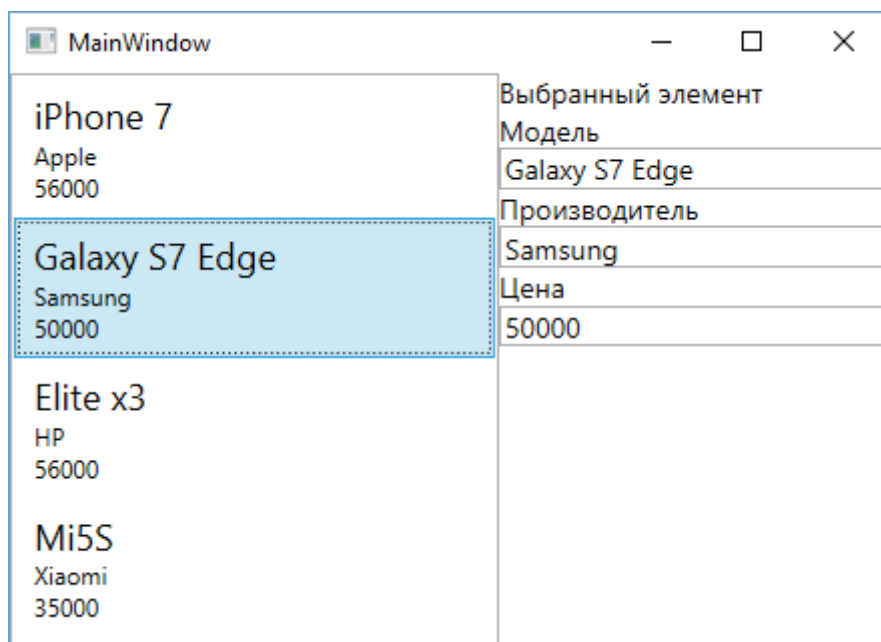 MainWindow
iPhone 7
Apple
56000
Galaxy S7 Edge
Samsung
50000
Elite x3
HP
56000
Mi5S
Xiaomi
35000
Выбранный элемент
Модель
Galaxy S7 Edge
Производитель
Samsung
Цена
50000